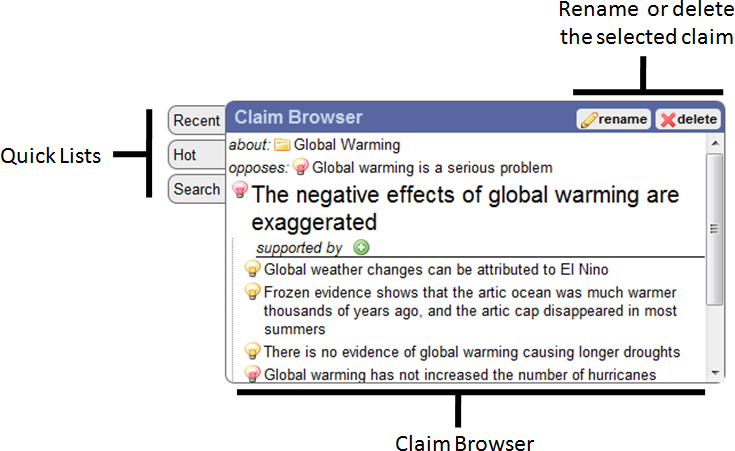 Rename or delete
the selected claim
Quick Lists
Recent
Hot
Search
Claim Browser
rename
delete
about: Global Warming
opposes: Global warming is a serious problem
The negative effects of global warming are
exaggerated
supported by
Global weather changes can be attributed to El Nino
Frozen evidence shows that the artic ocean was much warmer
thousands of years ago, and the artic cap disappeared in most
summers
There is no evidence of global warming causing longer droughts
Global warming has not increased the number of hurricanes
Claim Browser